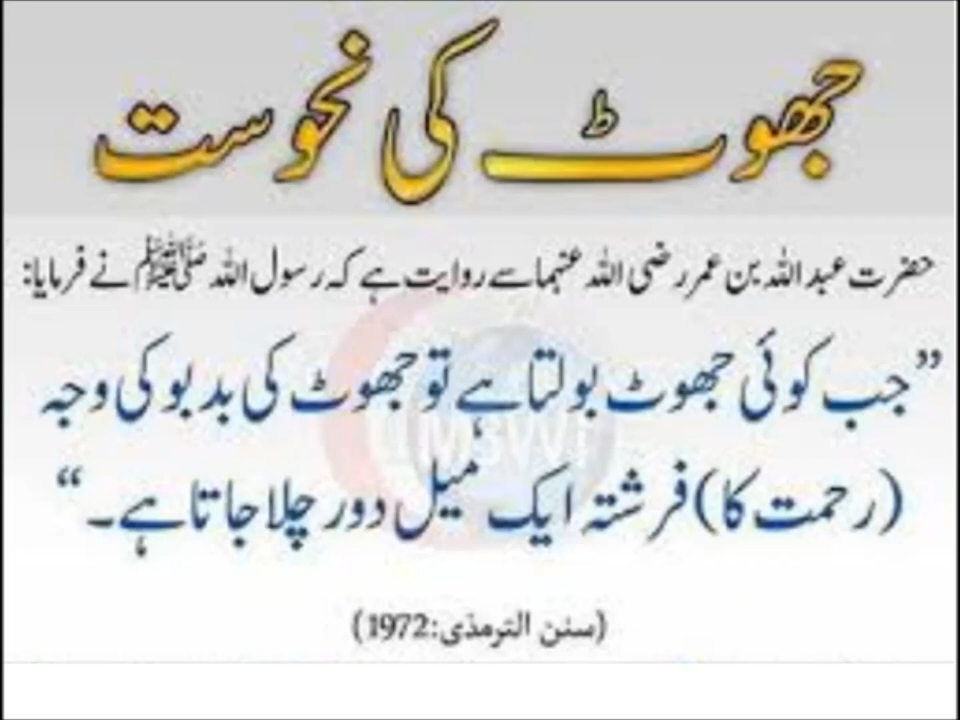 جھوٹ کی نحوست
حضرت عبد اللہ بن عمر رضی اللہ عنہما سے روایت ہے کہ رسول اللہ ﷺ نے فرمایا:
”جب کوئی جھوٹ بولتا ہے تو جھوٹ کی بدبو کی وجہ
(رحمت کا) فرشتہ ایک میل دور چلا جاتا ہے۔“
(سنن الترمذی:1972)